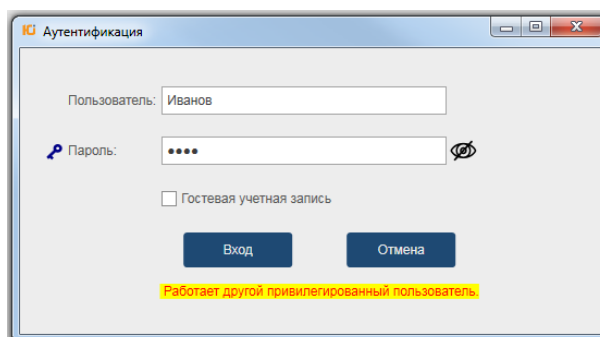 Аутентификация
Пользователь: Иванов
Пароль: ••••
Гостевая учетная запись
Вход Отмена
Работает другой привилегированный пользователь.